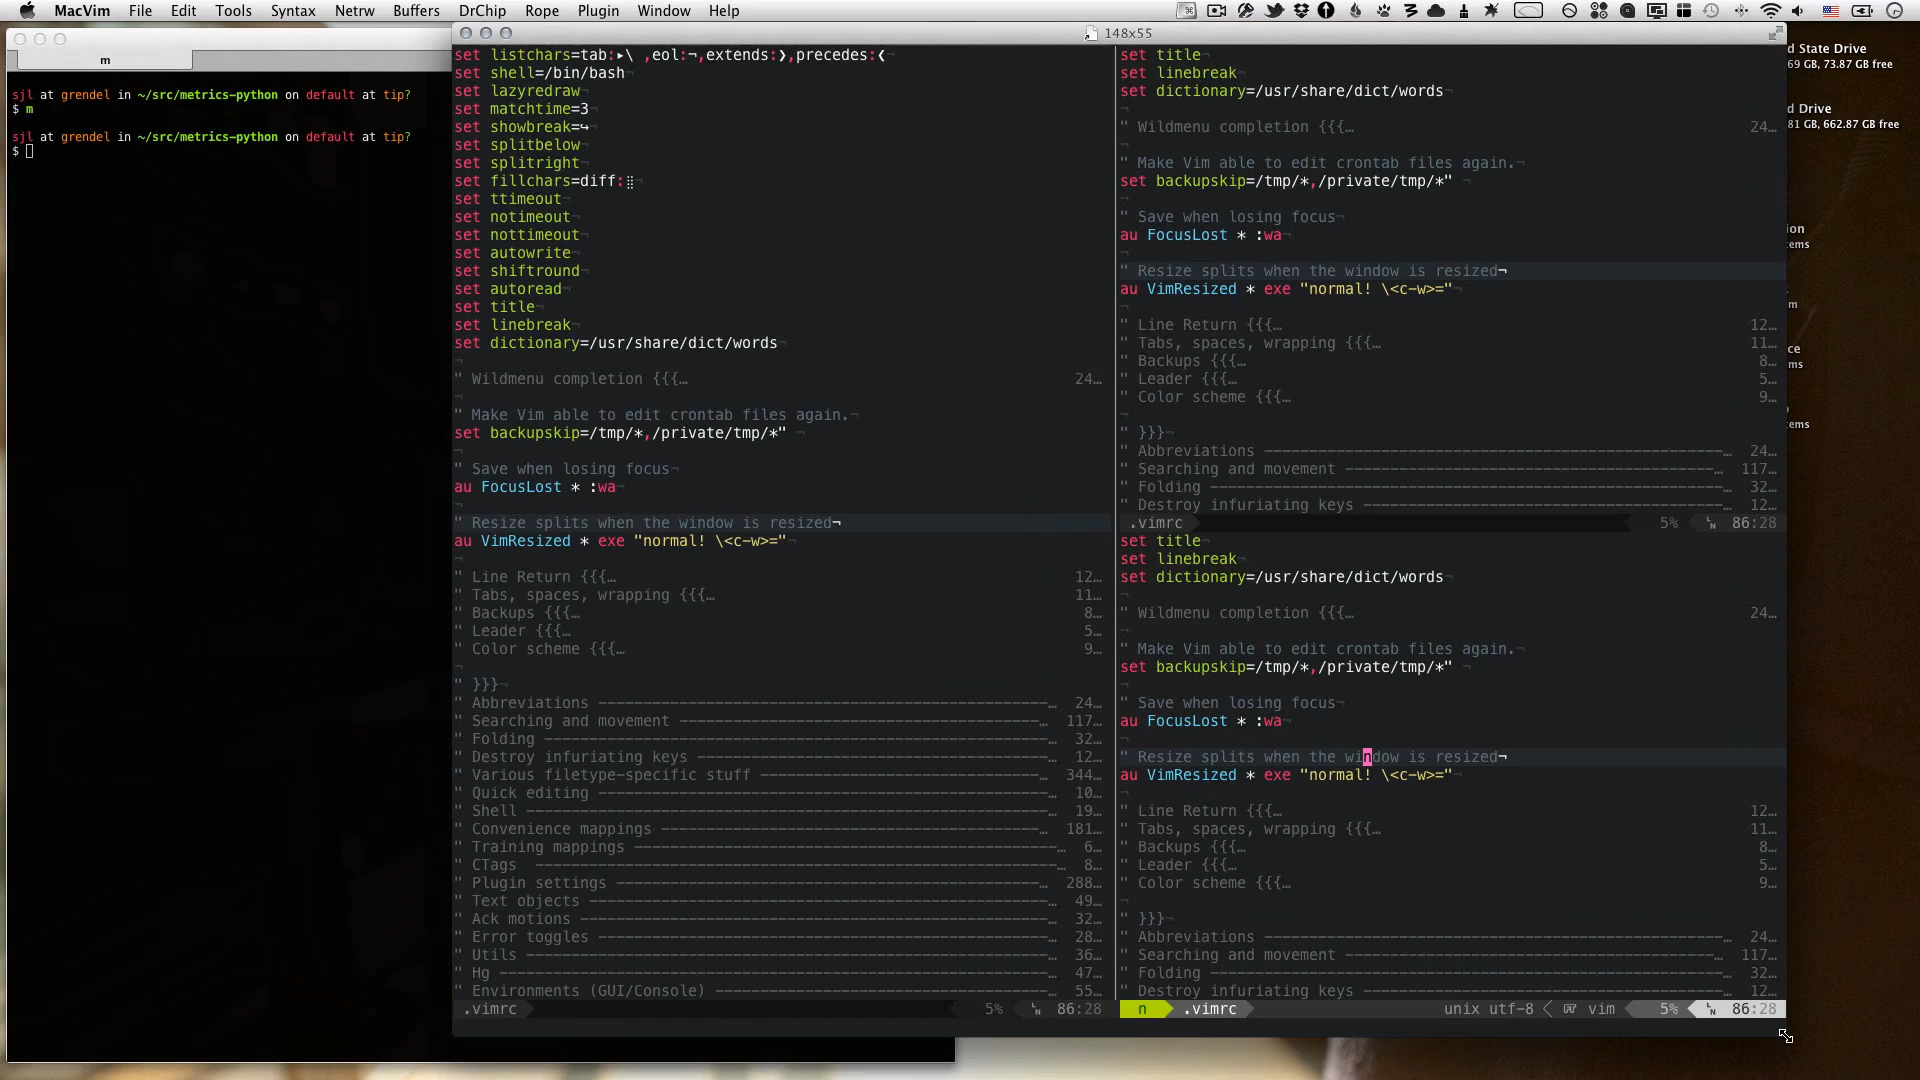 MacVim File Edit Tools Syntax Netrw Buffers DrChip Rope Plugin Window Help
148x55
m
sjl at grendel in ~/src/metrics-python on default at tip?
$ m
sjl at grendel in ~/src/metrics-python on default at tip?
$
set listchars=tab:▸\ ,eol:¬,extends:❯,precedes:❮
set shell=/bin/bash¬
set lazyredraw¬
set matchtime=3
set showbreak=↪¬
set splitbelow
set splitright
set fillchars=diff:⣿¬
set ttimeout¬
set notimeout¬
set nottimeout¬
set autowrite¬
set shiftround¬
set autoread¬
set title¬
set linebreak¬
set dictionary=/usr/share/dict/words¬
¬
" Wildmenu completion {{{… 24…
¬
" Make Vim able to edit crontab files again.¬
set backupskip=/tmp/*,/private/tmp/*" ¬
¬
" Save when losing focus¬
au FocusLost * :wa¬
¬
" Resize splits when the window is resized¬
au VimResized * exe "normal! \<c-w>="¬
¬
" Line Return {{{… 12…
" Tabs, spaces, wrapping {{{… 11…
" Backups {{{… 8…
" Leader {{{… 5…
" Color scheme {{{… 9…
¬
" }}}¬
" Abbreviations ----… 24…
" Searching and movement ----… 117…
" Folding ----… 32…
" Destroy infuriating keys ----… 12…
" Various filetype-specific stuff ----… 344…
" Quick editing ----… 10…
" Shell ----… 19…
" Convenience mappings ----… 181…
" Training mappings ----… 6…
" CTags ----… 8…
" Plugin settings ----… 288…
" Text objects ----… 49…
" Ack motions ----… 32…
" Error toggles ----… 28…
" Utils ----… 36…
" Hg ----… 47…
" Environments (GUI/Console) ----… 55…
.vimrc 5% 86:28
set title¬
set linebreak¬
set dictionary=/usr/share/dict/words¬
¬
" Wildmenu completion {{{… 24…
¬
" Make Vim able to edit crontab files again.¬
set backupskip=/tmp/*,/private/tmp/*" ¬
¬
" Save when losing focus¬
au FocusLost * :wa¬
¬
" Resize splits when the window is resized¬
au VimResized * exe "normal! \<c-w>="¬
¬
" Line Return {{{… 12…
" Tabs, spaces, wrapping {{{… 11…
" Backups {{{… 8…
" Leader {{{… 5…
" Color scheme {{{… 9…
¬
" }}}¬
" Abbreviations ----… 24…
" Searching and movement ----… 117…
" Folding ----… 32…
" Destroy infuriating keys ----… 12…
.vimrc 5% 86:28
set title¬
set linebreak¬
set dictionary=/usr/share/dict/words¬
¬
" Wildmenu completion {{{… 24…
¬
" Make Vim able to edit crontab files again.¬
set backupskip=/tmp/*,/private/tmp/*" ¬
¬
" Save when losing focus¬
au FocusLost * :wa¬
¬
" Resize splits when the window is resized¬
au VimResized * exe "normal! \<c-w>="¬
¬
" Line Return {{{… 12…
" Tabs, spaces, wrapping {{{… 11…
" Backups {{{… 8…
" Leader {{{… 5…
" Color scheme {{{… 9…
¬
" }}}¬
" Abbreviations ----… 24…
" Searching and movement ----… 117…
" Folding ----… 32…
" Destroy infuriating keys ----… 12…
n .vimrc unix utf-8 vim 5% 86:28
d State Drive
69 GB, 73.87 GB free
d Drive
81 GB, 662.87 GB free
ion
tems
m
ce
ms
tems